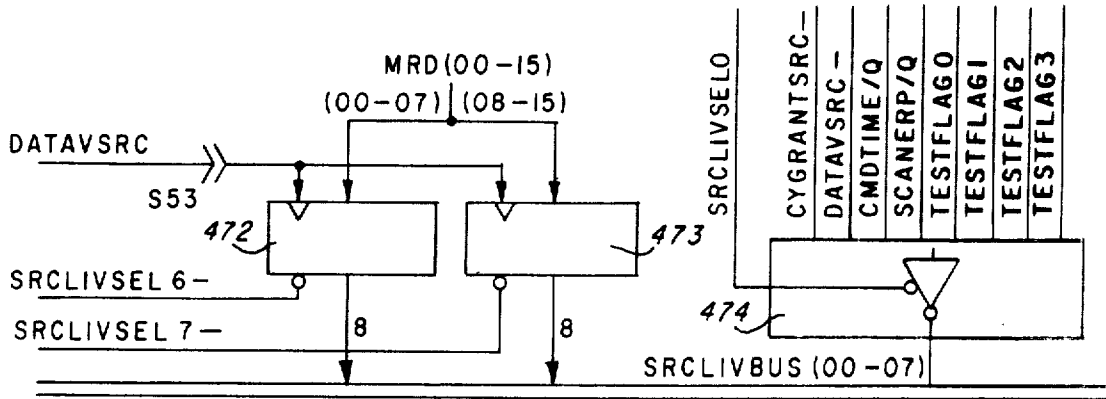 MRD(00-15)
(00-07) (08-15)
DATAVSRC
S53
472
473
SRCLIVSEL 6-
SRCLIVSEL 7-
8
8
SRCLIVSEL0
CYGRANTSRC-
DATAVSRC-
CMDTIME/Q
SCANERP/Q
TESTFLAG0
TESTFLAG1
TESTFLAG2
TESTFLAG3
474
SRCLIVBUS (00-07)